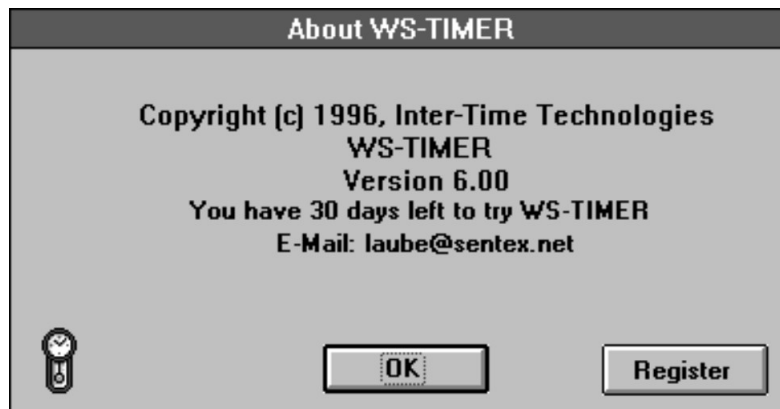 About WS-TIMER
Copyright (c) 1996, Inter-Time Technologies
WS-TIMER
Version 6.00
You have 30 days left to try WS-TIMER
E-Mail: laube@sentex.net
OK
Register